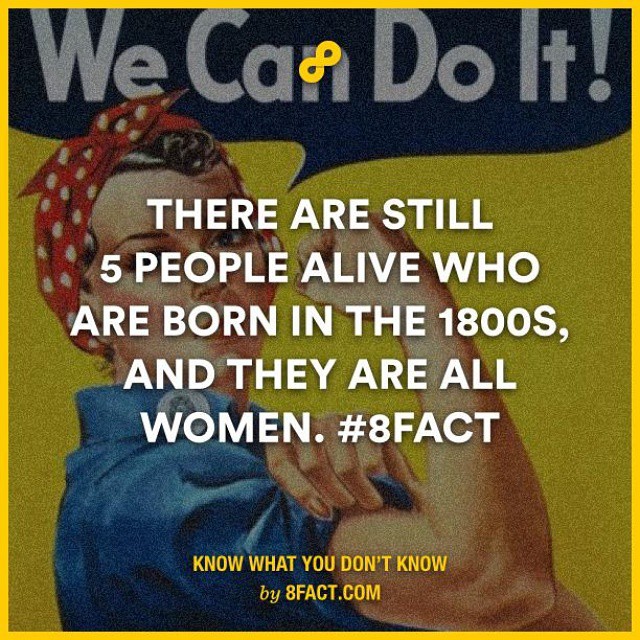 We Can Do It!
THERE ARE STILL
5 PEOPLE ALIVE WHO
ARE BORN IN THE 1800S,
AND THEY ARE ALL
WOMEN. #8FACT
KNOW WHAT YOU DON'T KNOW
by 8FACT.COM